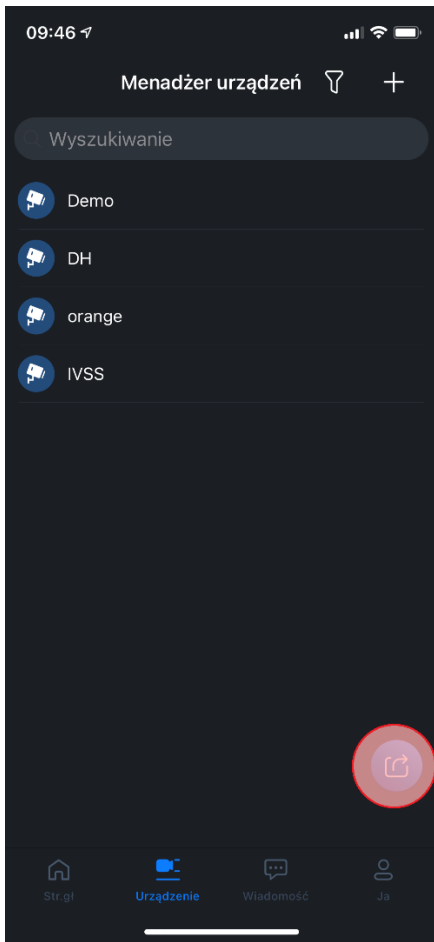 09:46
Menadżer urządzeń
Wyszukiwanie
Demo
DH
orange
IVSS
Str.gł
Urządzenie
Wiadomość
Ja